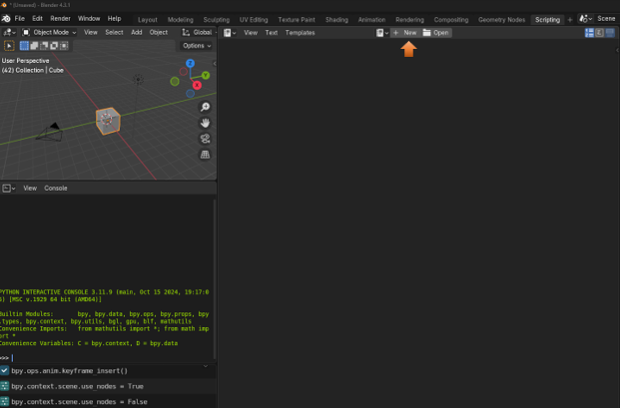 * [Unsaved] - Blender 4.3.1
File Edit Render Window Help Layout Modeling Sculpting UV Editing Texture Paint Shading Animation Rendering Compositing Geometry Nodes Scripting Scene
Object Mode View Select Add Object Global View Text Templates New Open
Options
User Perspective
(42) Collection | Cube
Z
Y
X
View Console
PYTHON INTERACTIVE CONSOLE 3.11.9 (main, Oct 15 2024, 19:17:0
) [MSC v.1929 64 bit (AMD64)]
Builtin Modules: bpy, bpy.data, bpy.ops, bpy.props, bpy
.types, bpy.context, bpy.utils, bgl, gpu, blf, mathutils
Convenience Imports: from mathutils import *; from math imp
ort *
Convenience Variables: C = bpy.context, D = bpy.data
>>>
bpy.ops.anim.keyframe_insert()
bpy.context.scene.use_nodes = True
bpy.context.scene.use_nodes = False